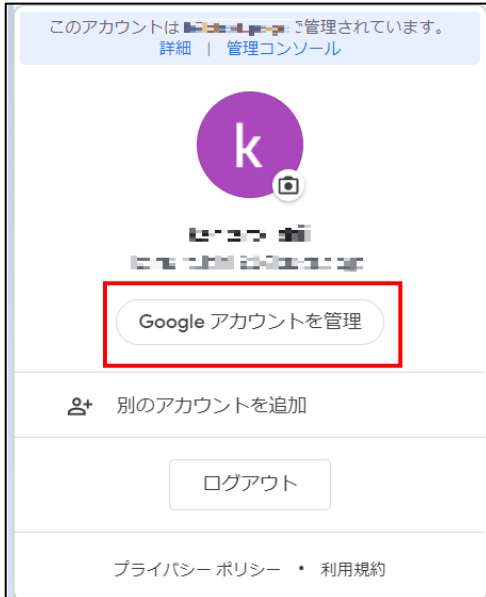 このアカウントは で管理されています。
詳細 | 管理コンソール
k
Google アカウントを管理
別のアカウントを追加
ログアウト
プライバシー ポリシー • 利用規約